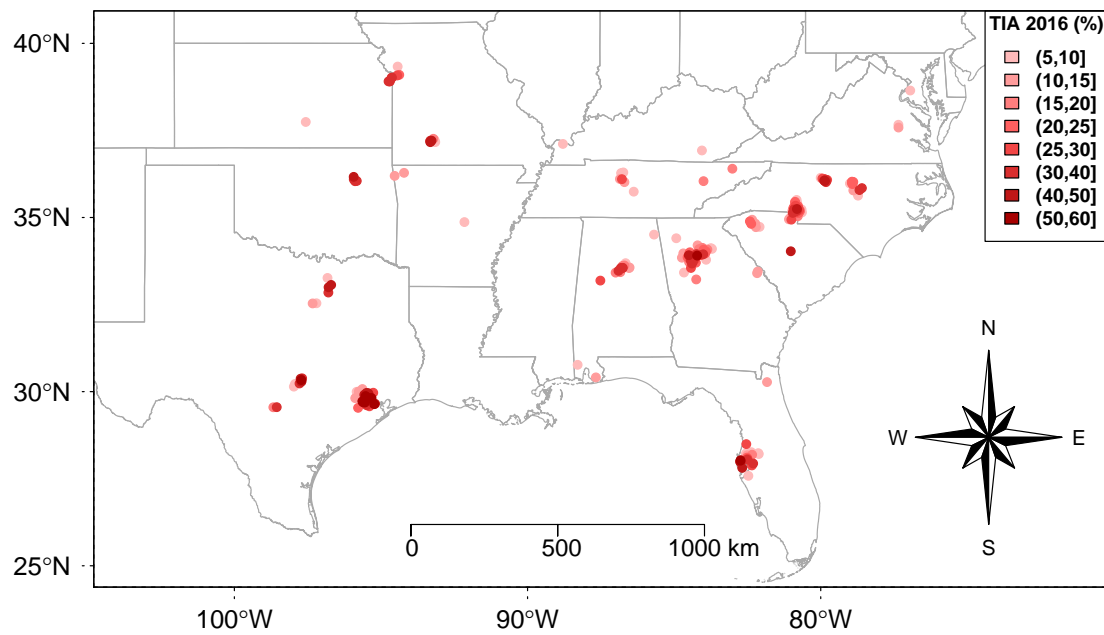 TIA 2016 (%)
(5,10]
(10,15]
(15,20]
(20,25]
(25,30]
(30,40]
(40,50]
(50,60]
40°N
35°N
30°N
25°N
N
W
E
S
0
500
1000 km
100°W
90°W
80°W